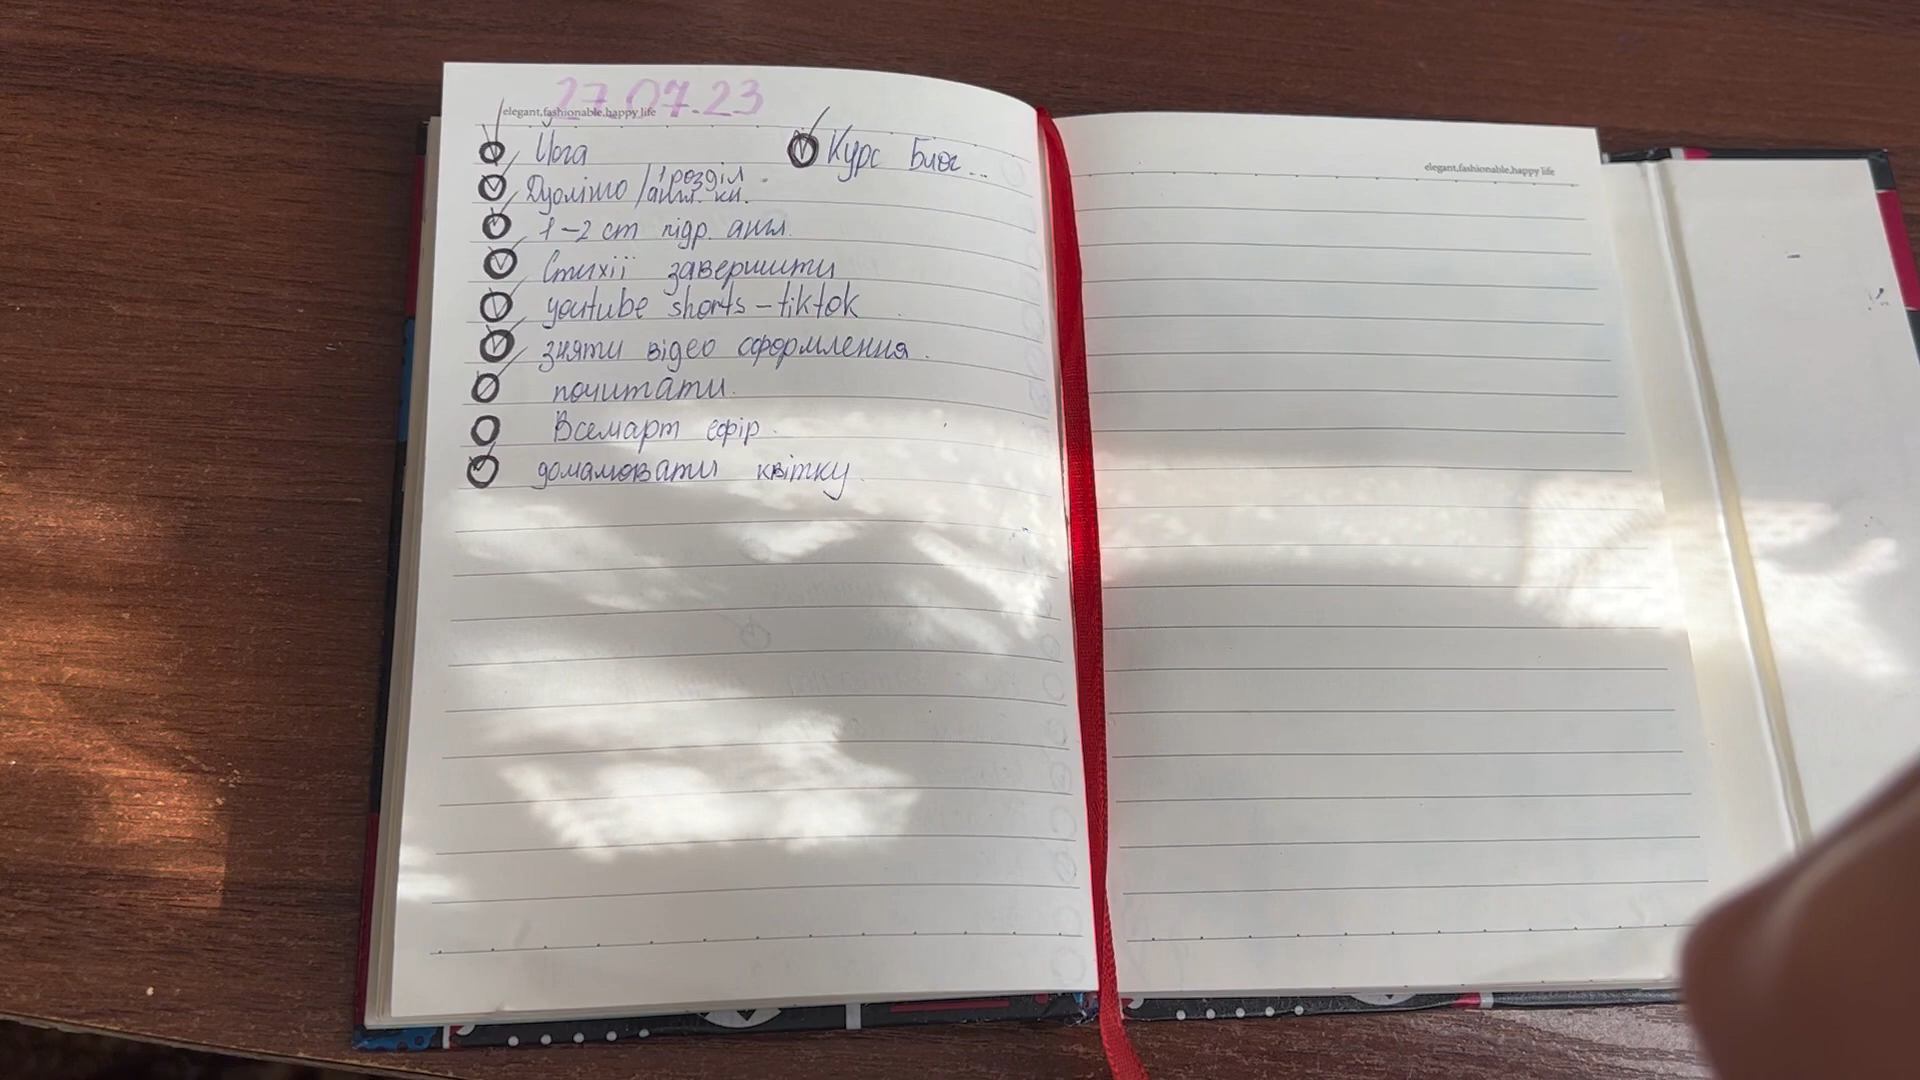 27.07.23
elegant,fashionable,happy life
Йога
Курс Блог...
Дуолінго / 1 розділ англ. кн.
1-2 ст підр. англ.
Стихії завершити
youtube shorts - tiktok
зняти відео оформлення.
почитати.
Всемарт ефір.
домалювати квітку.
elegant,fashionable,happy life